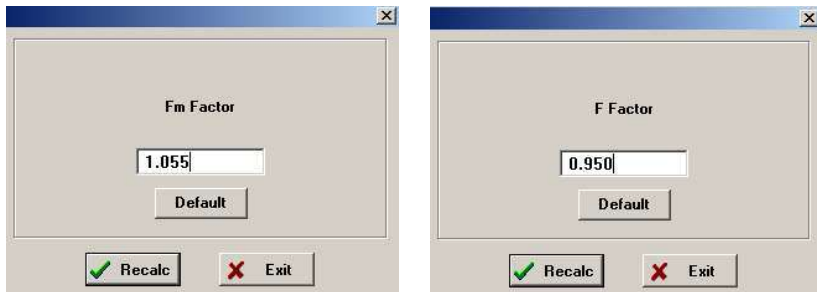 Fm Factor
1.055
Default
Recalc
Exit
F Factor
0.950
Default
Recalc
Exit